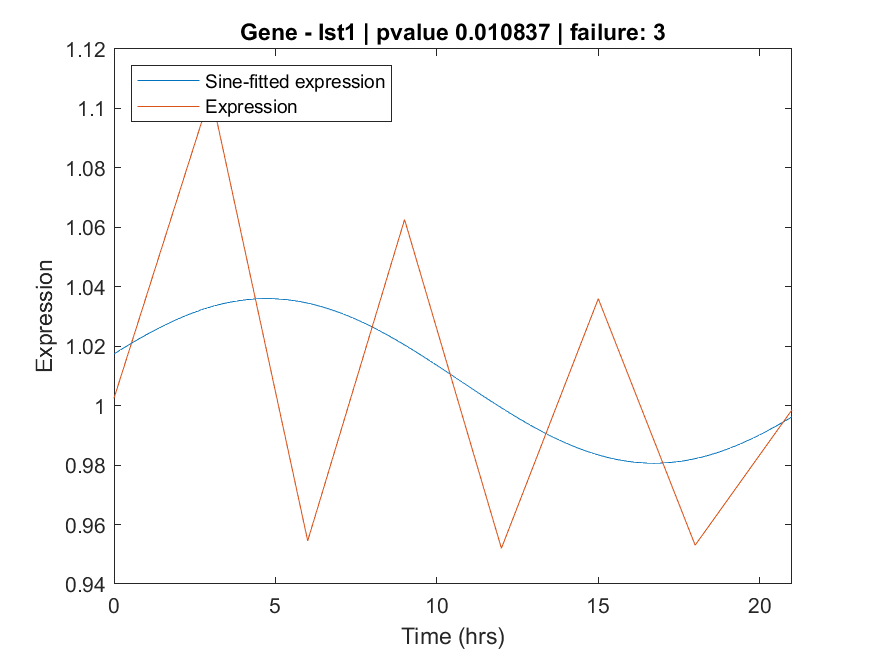 Gene - Ist1 | pvalue 0.010837 | failure: 3
1.12
1.1
1.08
1.06
1.04
1.02
1
0.98
0.96
0.94
Expression
Sine-fitted expression
Expression
0 5 10 15 20
Time (hrs)